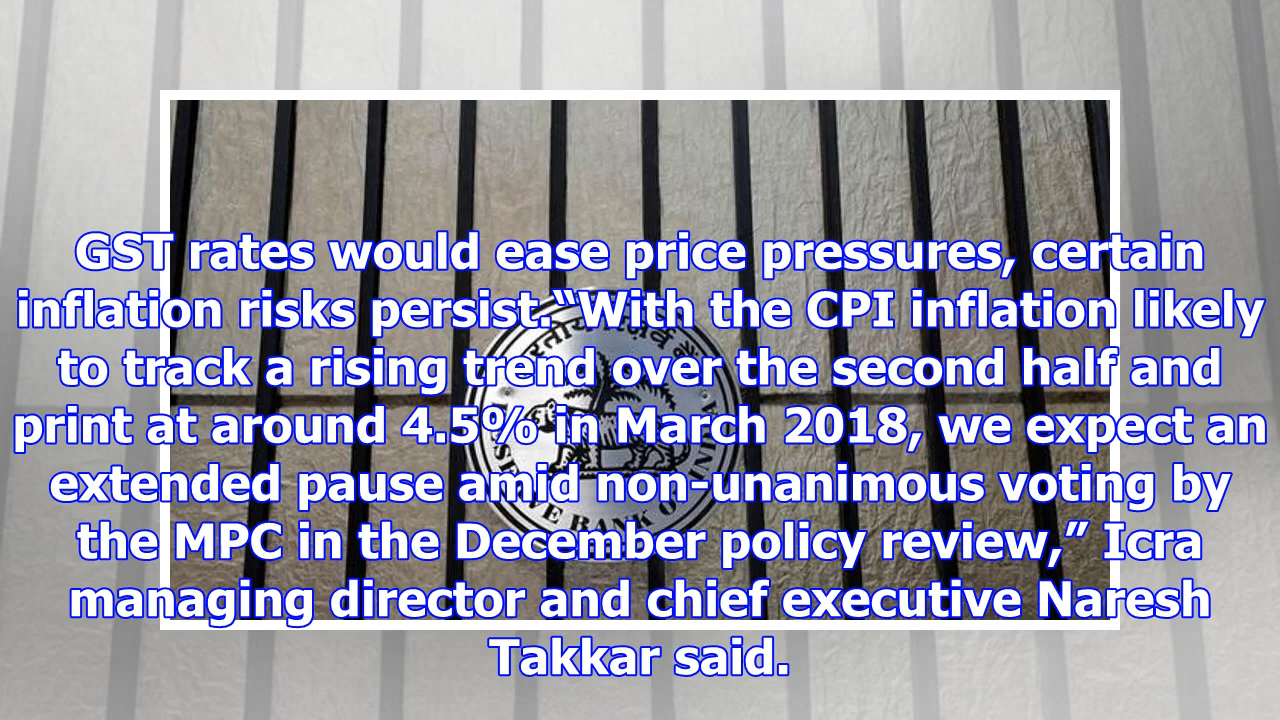 GST rates would ease price pressures, certain
inflation risks persist.“With the CPI inflation likely
to track a rising trend over the second half and
print at around 4.5% in March 2018, we expect an
extended pause amid non-unanimous voting by
the MPC in the December policy review,” Icra
managing director and chief executive Naresh
Takkar said.
BANK